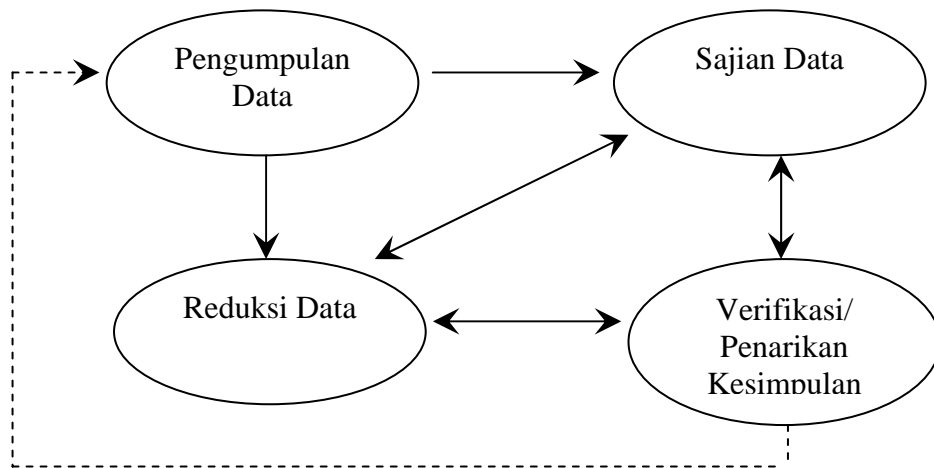 Pengumpulan
Data
Sajian Data
Reduksi Data
Verifikasi/
Penarikan
Kesimpulan